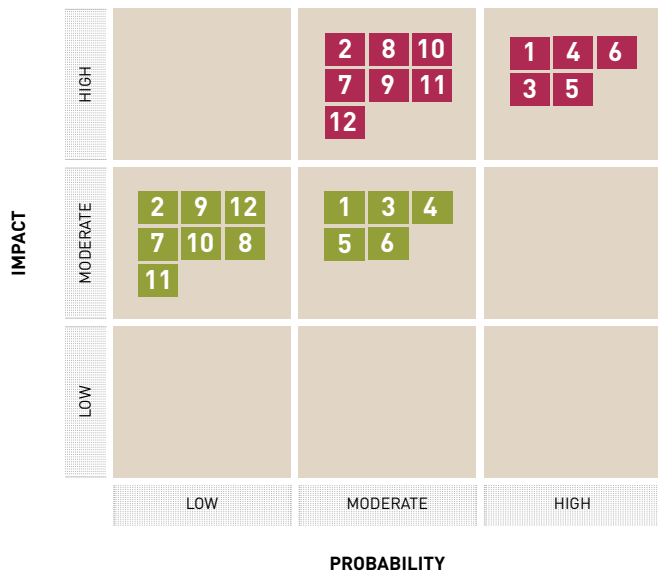 IMPACT
HIGH
2 8 10
7 9 11
12
1 4 6
3 5
MODERATE
2 9 12
7 10 8
11
1 3 4
5 6
LOW
LOW
MODERATE
HIGH
PROBABILITY